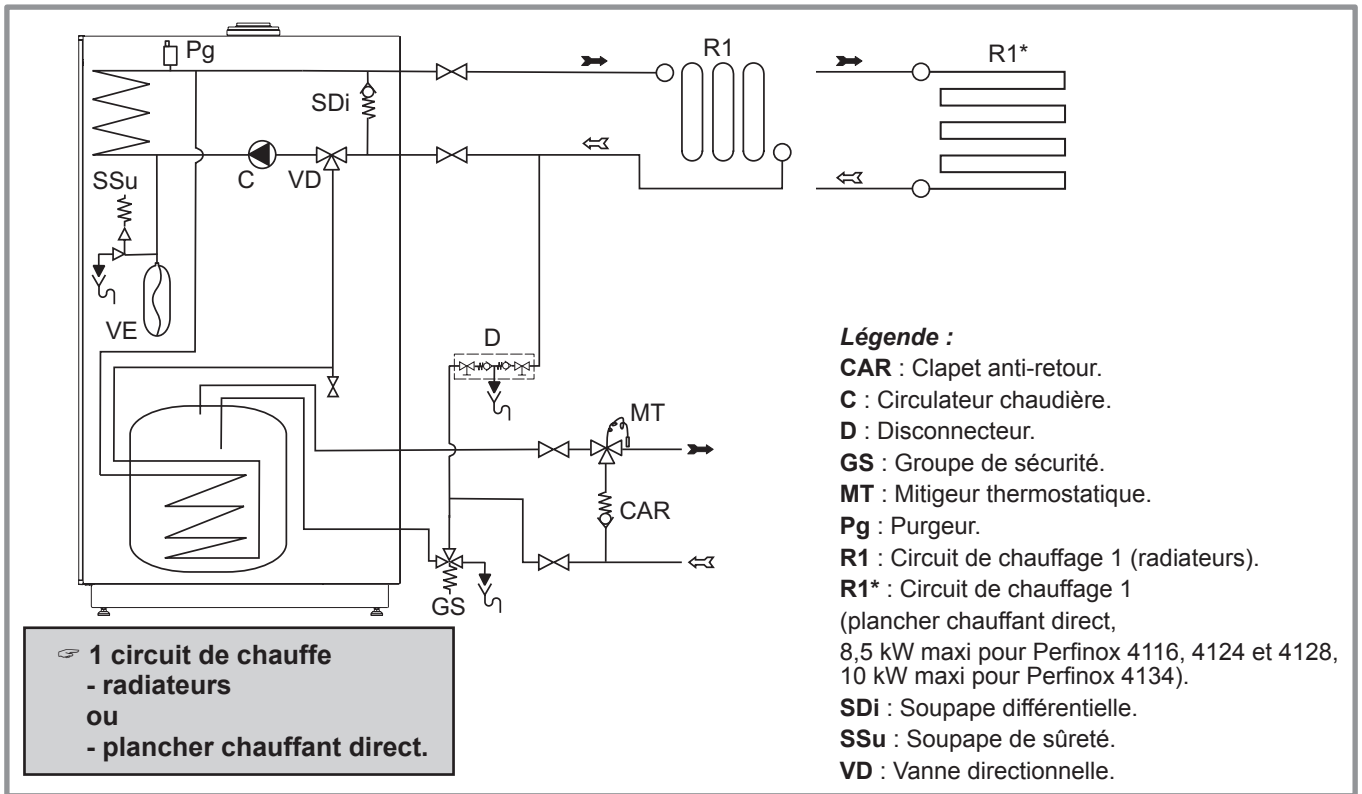 Pg
R1
R1*
SDi
SSu
C
VD
VE
D
MT
CAR
GS
☞ 1 circuit de chauffe
- radiateurs
ou
- plancher chauffant direct.
Légende :
CAR : Clapet anti-retour.
C : Circulateur chaudière.
D : Disconnecteur.
GS : Groupe de sécurité.
MT : Mitigeur thermostatique.
Pg : Purgeur.
R1 : Circuit de chauffage 1 (radiateurs).
R1* : Circuit de chauffage 1
(plancher chauffant direct,
8,5 kW maxi pour Perfinox 4116, 4124 et 4128,
10 kW maxi pour Perfinox 4134).
SDi : Soupape différentielle.
SSu : Soupape de sûreté.
VD : Vanne directionnelle.